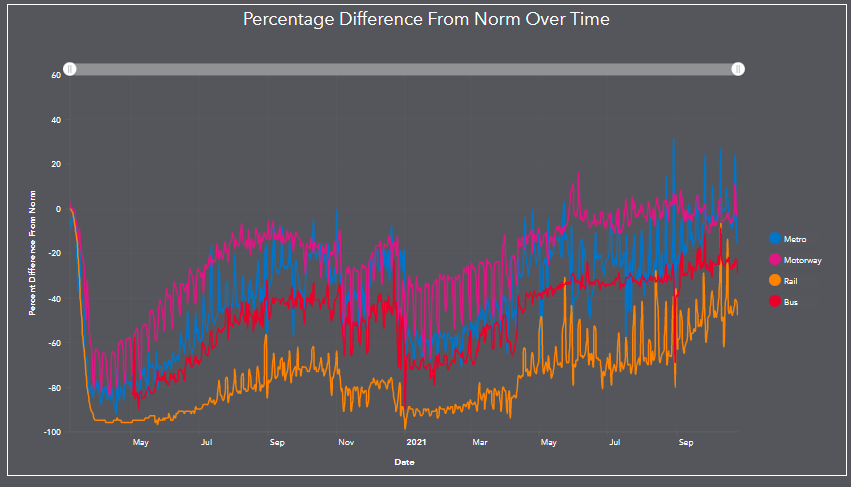 Percentage Difference From Norm Over Time
60
40
20
0
-20
-40
-60
-80
-100
Percent Difference From Norm
May Jul Sep Nov 2021 Mar May Jul Sep
Date
Metro
Motorway
Rail
Bus